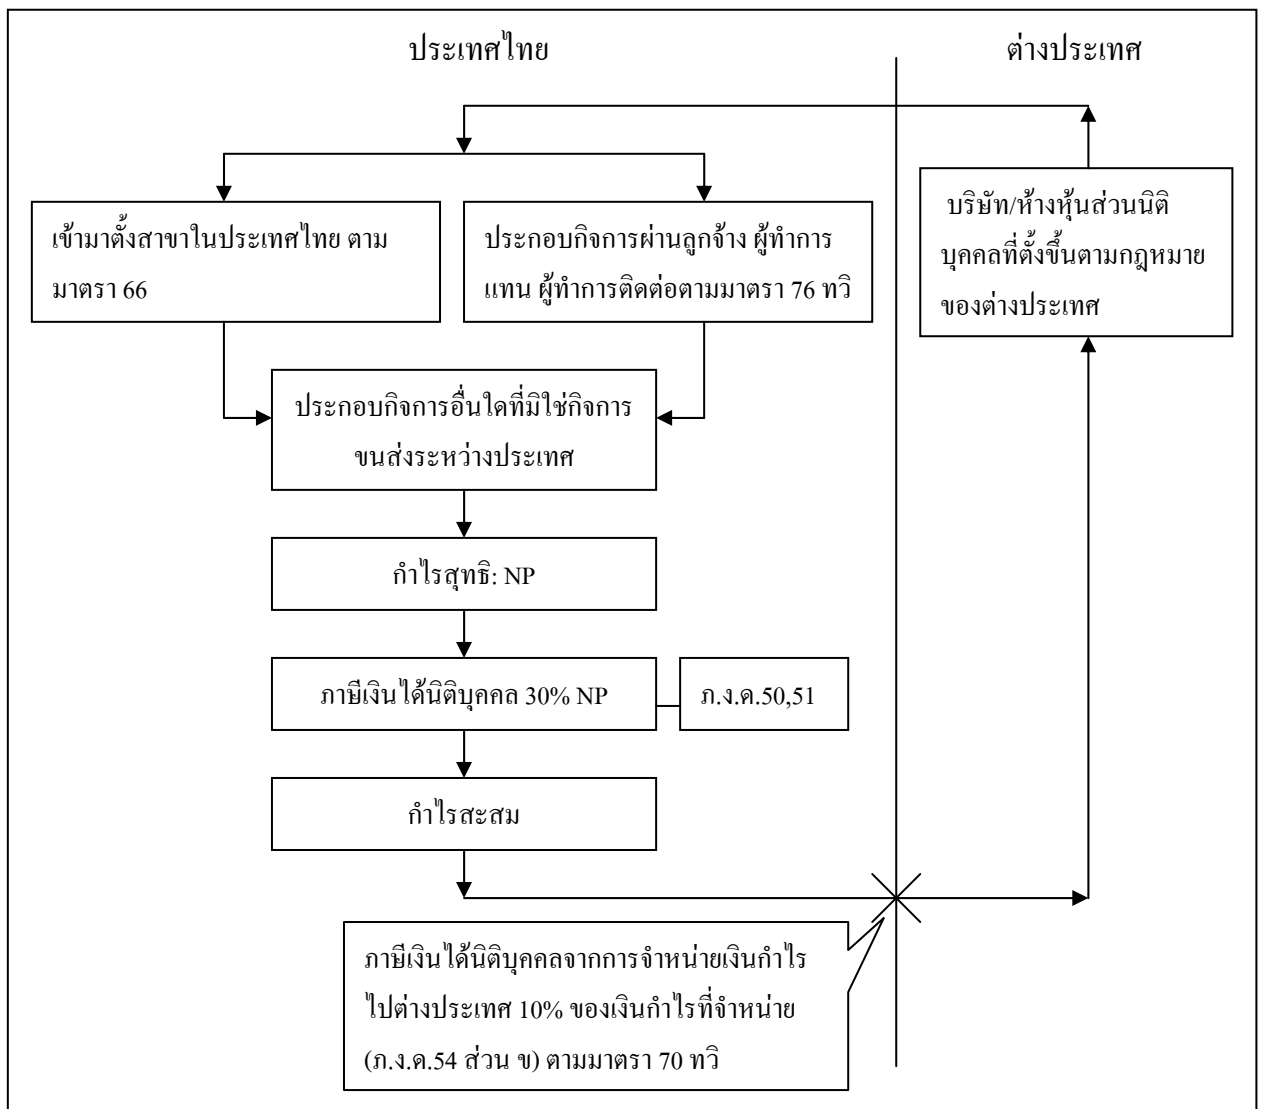 ประเทศไทย
ต่างประเทศ
เข้ามาตั้งสาขาในประเทศไทย ตาม
มาตรา 66
ประกอบกิจการผ่านลูกจ้าง ผู้ทำการ
แทน ผู้ทำการติดต่อตามมาตรา 76 ทวิ
บริษัท/ห้างหุ้นส่วนนิติ
บุคคลที่ตั้งขึ้นตามกฎหมาย
ของต่างประเทศ
ประกอบกิจการอื่นใดที่มิใช่กิจการ
ขนส่งระหว่างประเทศ
กำไรสุทธิ: NP
ภาษีเงินได้นิติบุคคล 30% NP
ภ.ง.ด.50,51
กำไรสะสม
ภาษีเงินได้นิติบุคคลจากการจำหน่ายเงินกำไร
ไปต่างประเทศ 10% ของเงินกำไรที่จำหน่าย
(ภ.ง.ด.54 ส่วน ข) ตามมาตรา 70 ทวิ